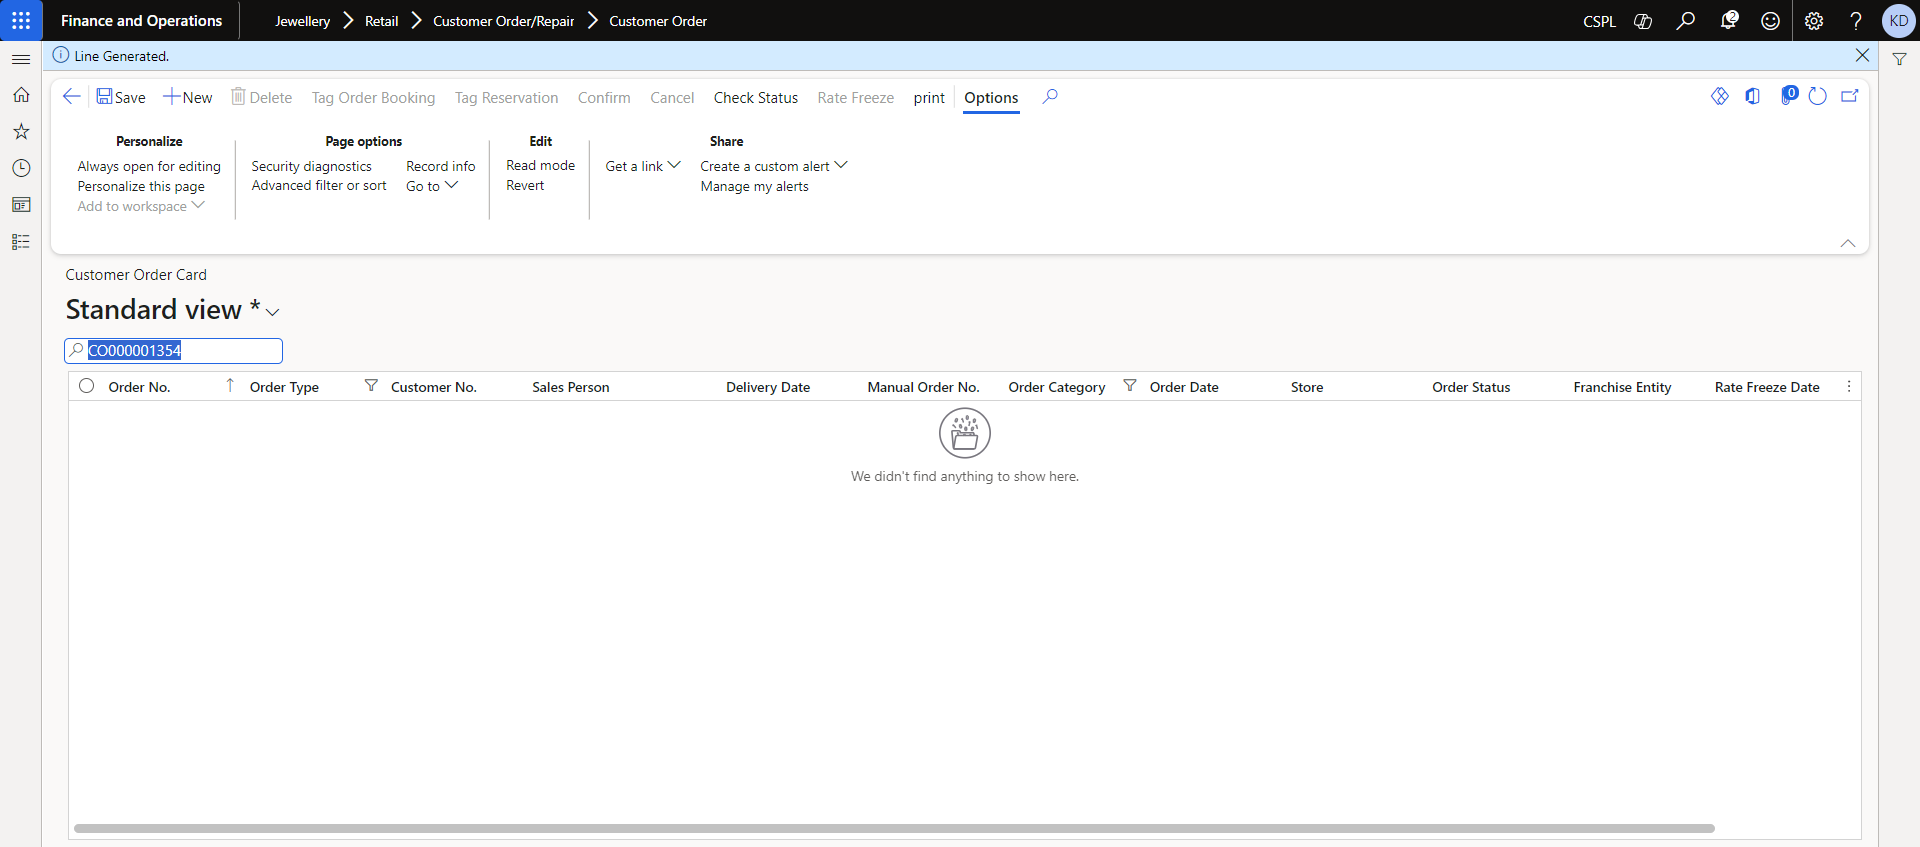 Finance and Operations
Jewellery Retail Customer Order/Repair Customer Order
CSPL 2 ? KD
Line Generated.
Save New Delete Tag Order Booking Tag Reservation Confirm Cancel Check Status Rate Freeze print Options 0
Personalize
Always open for editing
Personalize this page
Add to workspace
Page options
Security diagnostics Record info
Advanced filter or sort Go to
Edit
Read mode
Revert
Share
Get a link Create a custom alert
Manage my alerts
Customer Order Card
Standard view *
CO000001354
Order No. Order Type Customer No. Sales Person Delivery Date Manual Order No. Order Category Order Date Store Order Status Franchise Entity Rate Freeze Date
We didn't find anything to show here.